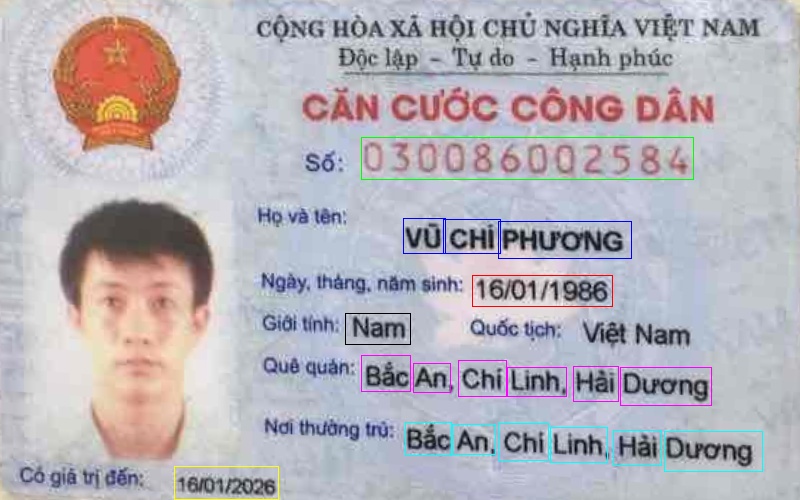 CỘNG HÒA XÃ HỘI CHỦ NGHĨA VIỆT NAM
Độc lập - Tự do - Hạnh phúc
CĂN CƯỚC CÔNG DÂN
Số: 030086002584
Họ và tên:
VŨ CHÍ PHƯƠNG
Ngày, tháng, năm sinh: 16/01/1986
Giới tính: Nam Quốc tịch: Việt Nam
Quê quán: Bắc An, Chí Linh, Hải Dương
Nơi thường trú: Bắc An, Chí Linh, Hải Dương
Có giá trị đến: 16/01/2026